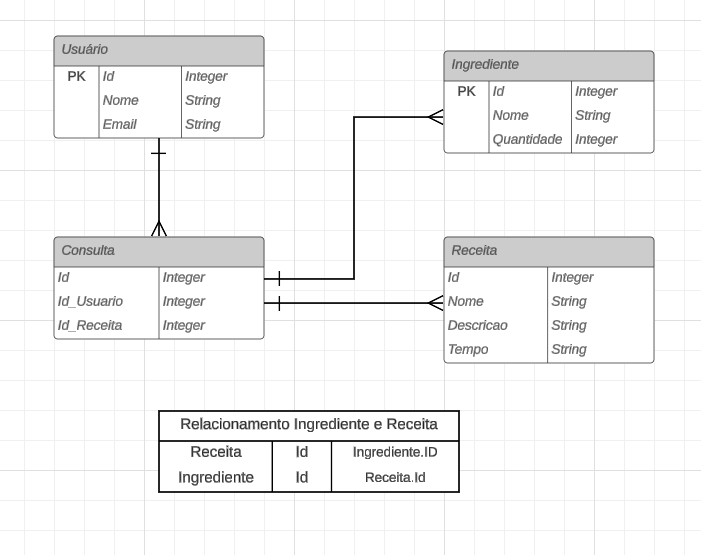 Usuário
PK Id Integer
Nome String
Email String
Ingrediente
PK Id Integer
Nome String
Quantidade Integer
Consulta
Id Integer
Id_Usuario Integer
Id_Receita Integer
Receita
Id Integer
Nome String
Descricao String
Tempo String
Relacionamento Ingrediente e Receita
Receita Id Ingrediente.ID
Ingrediente Id Receita.Id